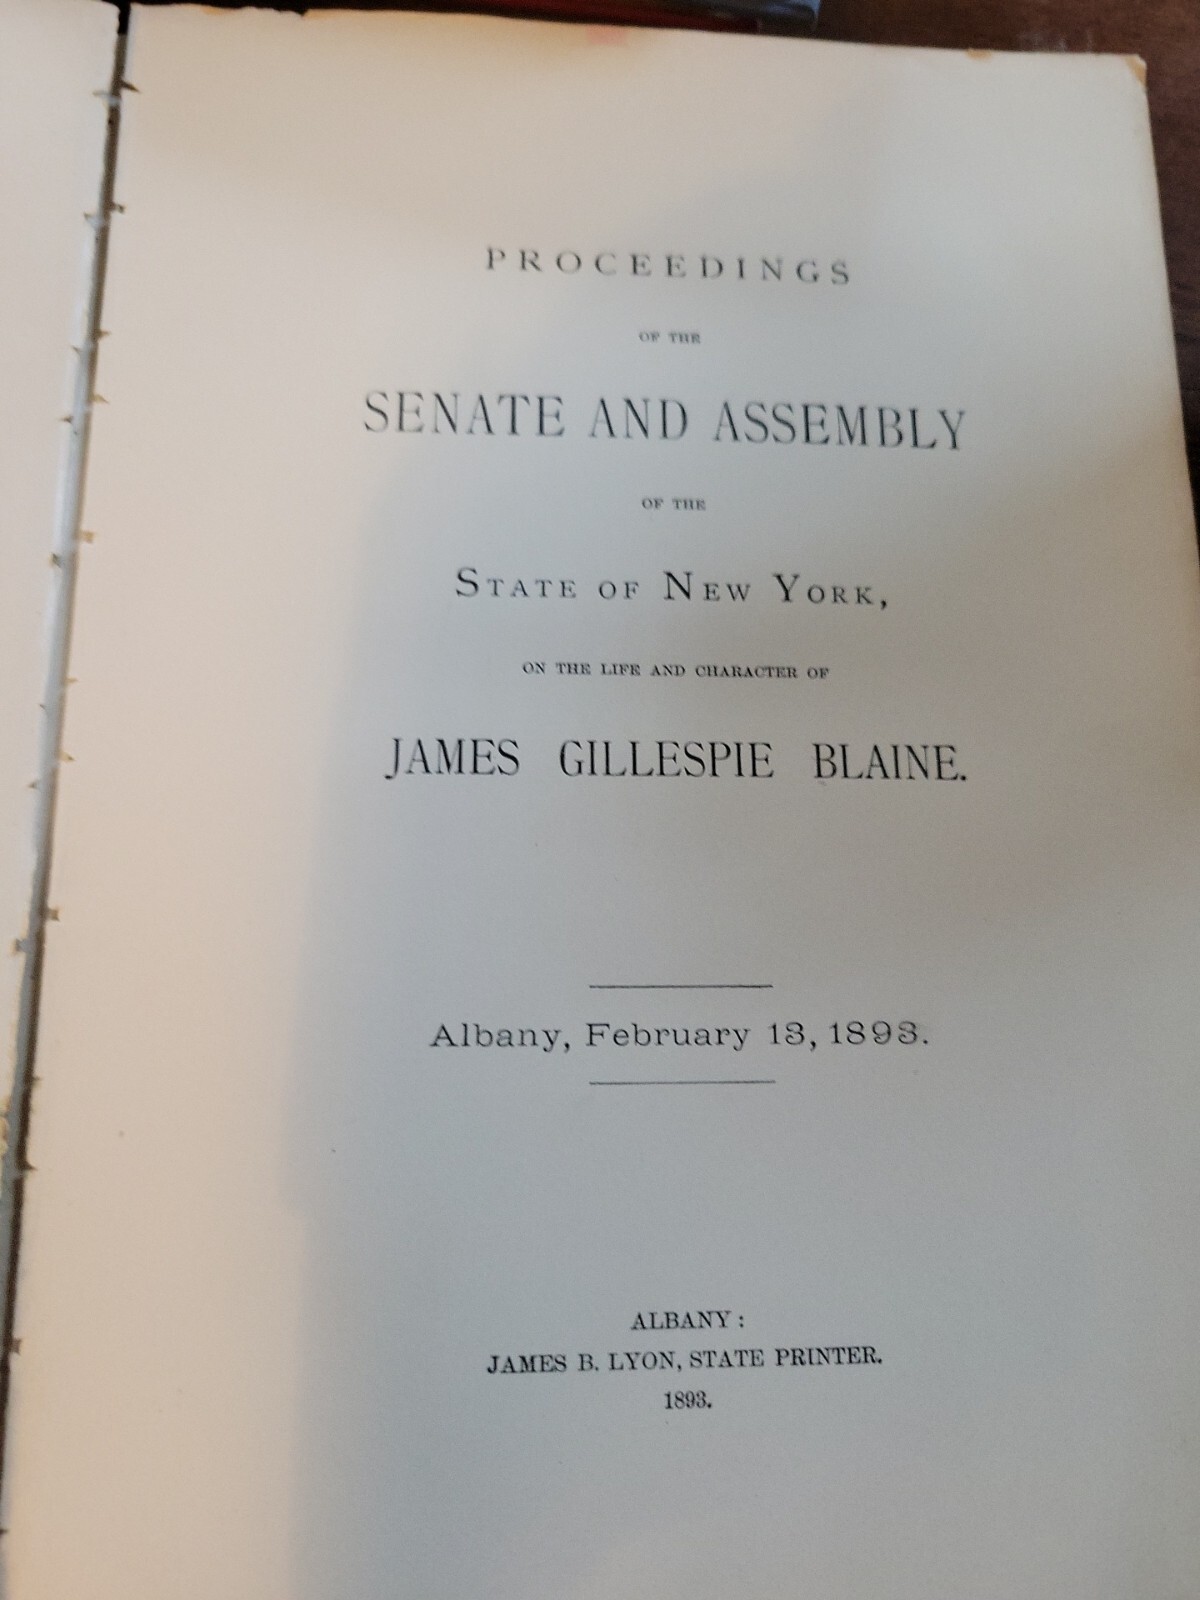 PROCEEDINGS
OF THE
SENATE AND ASSEMBLY
OF THE
STATE OF NEW YORK,
ON THE LIFE AND CHARACTER OF
JAMES GILLESPIE BLAINE.
Albany, February 13, 1893.
ALBANY:
JAMES B. LYON, STATE PRINTER.
1893.